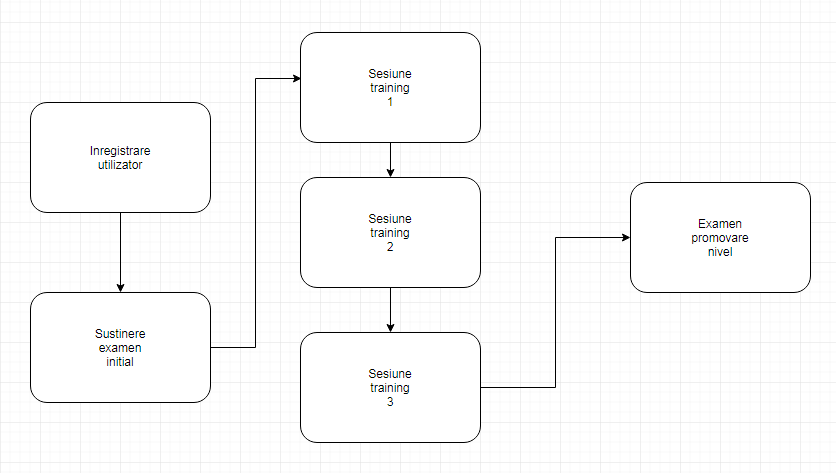 Inregistrare
utilizator
Sustinere
examen
initial
Sesiune
training
1
Sesiune
training
2
Sesiune
training
3
Examen
promovare
nivel